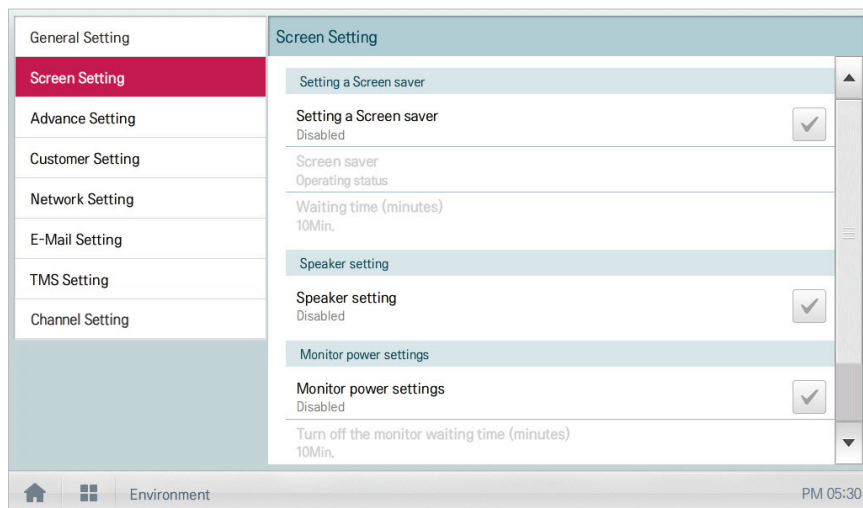 General Setting
Screen Setting
Advance Setting
Customer Setting
Network Setting
E-Mail Setting
TMS Setting
Channel Setting
Screen Setting
Setting a Screen saver
Setting a Screen saver
Disabled
Screen saver
Operating status
Waiting time (minutes)
10Min.
Speaker setting
Speaker setting
Disabled
Monitor power settings
Monitor power settings
Disabled
Turn off the monitor waiting time (minutes)
10Min.
Environment
PM 05:30